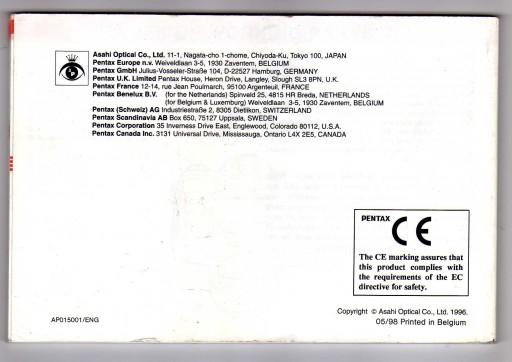 Asahi Optical Co., Ltd. 11-1, Nagata-cho 1-chome, Chiyoda-Ku, Tokyo 100, JAPAN
Pentax Europe n.v. Weiveldlaan 3-5, 1930 Zaventem, BELGIUM
Pentax GmbH Julius-Vosseler-Straße 104, D-22527 Hamburg, GERMANY
Pentax U.K. Limited Pentax House, Heron Drive, Langley, Slough SL3 8PN, U.K.
Pentax France 12-14, rue Jean Poulmarch, 95100 Argenteuil, FRANCE
Pentax Benelux B.V. (for the Netherlands) Spinveld 25, 4815 HR Breda, NETHERLANDS
(for Belgium & Luxemburg) Weiveldlaan 3-5, 1930 Zaventem, BELGIUM
Pentax (Schweiz) AG Industriestraße 2, 8305 Dietlikon, SWITZERLAND
Pentax Scandinavia AB Box 650, 75127 Uppsala, SWEDEN
Pentax Corporation 35 Inverness Drive East, Englewood, Colorado 80112, U.S.A.
Pentax Canada Inc. 3131 Universal Drive, Mississauga, Ontario L4X 2E5, CANADA
PENTAX
CE
The CE marking assures that
this product complies with
the requirements of the EC
directive for safety.
Copyright © Asahi Optical Co., Ltd. 1996.
AP015001/ENG
05/98 Printed in Belgium